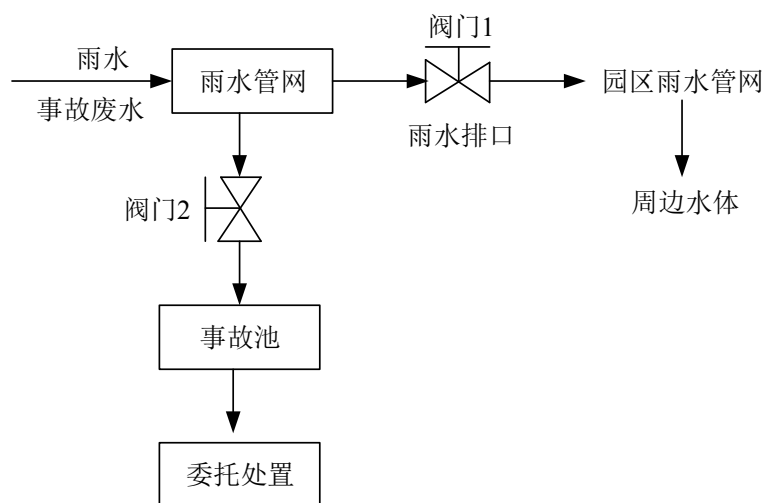 雨水
事故废水
雨水管网
阀门1
雨水排口
园区雨水管网
周边水体
阀门2
事故池
委托处置